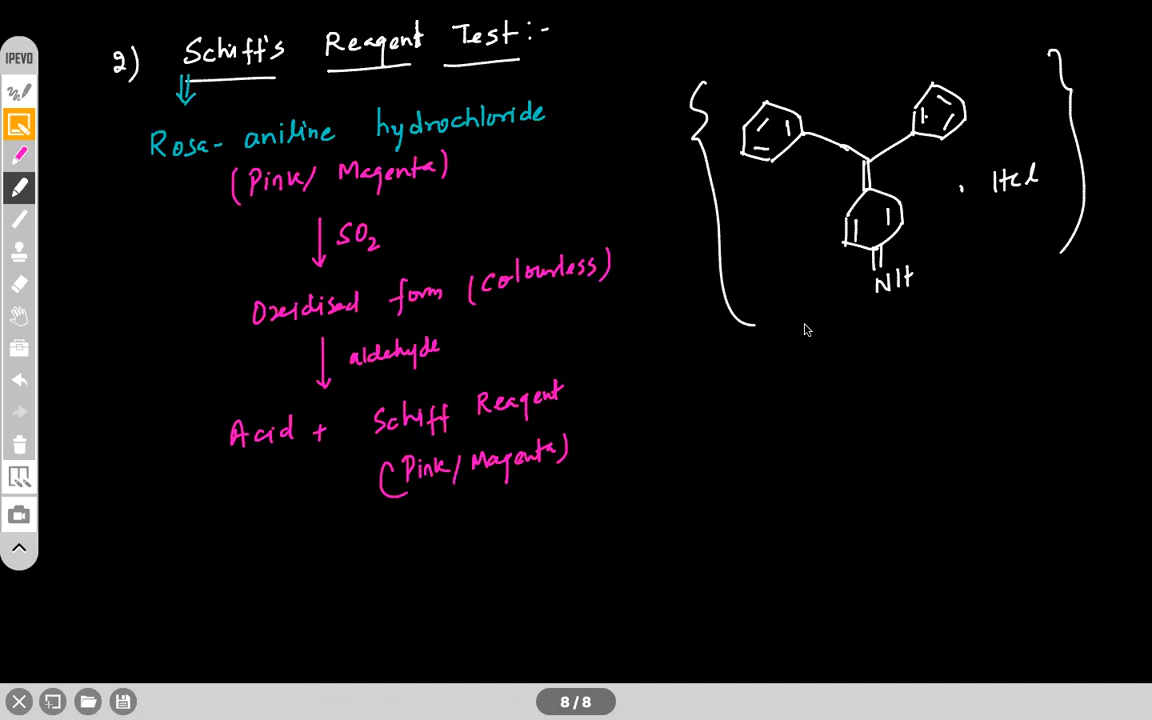 IPEVO
2) Schiff's Reagent Test :-
Rosa-aniline hydrochloride
(Pink/ Magenta)
SO2
Oxidised form (Colourless)
aldehyde
Acid + Schiff Reagent
(Pink/Magenta)
. Hcl
NH
8/8